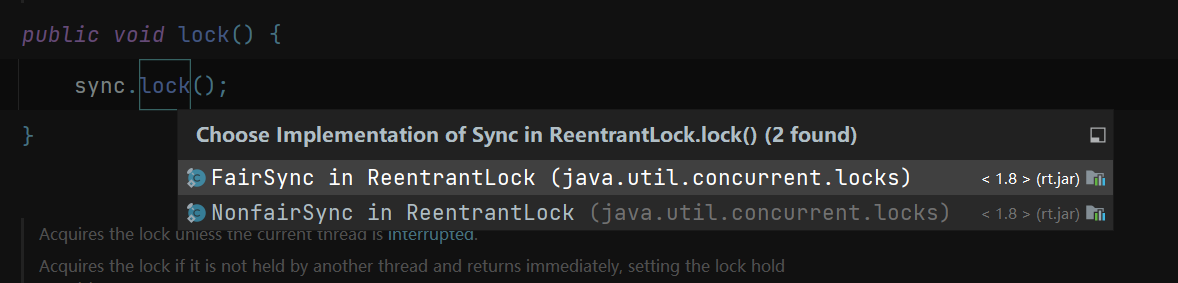 public void lock() {
sync.lock();
}
Choose Implementation of Sync in ReentrantLock.lock() (2 found)
FairSync in ReentrantLock (java.util.concurrent.locks) < 1.8 > (rt.jar)
NonfairSync in ReentrantLock (java.util.concurrent.locks) < 1.8 > (rt.jar)
Acquires the lock unless the current thread is interrupted.
Acquires the lock if it is not held by another thread and returns immediately, setting the lock hold